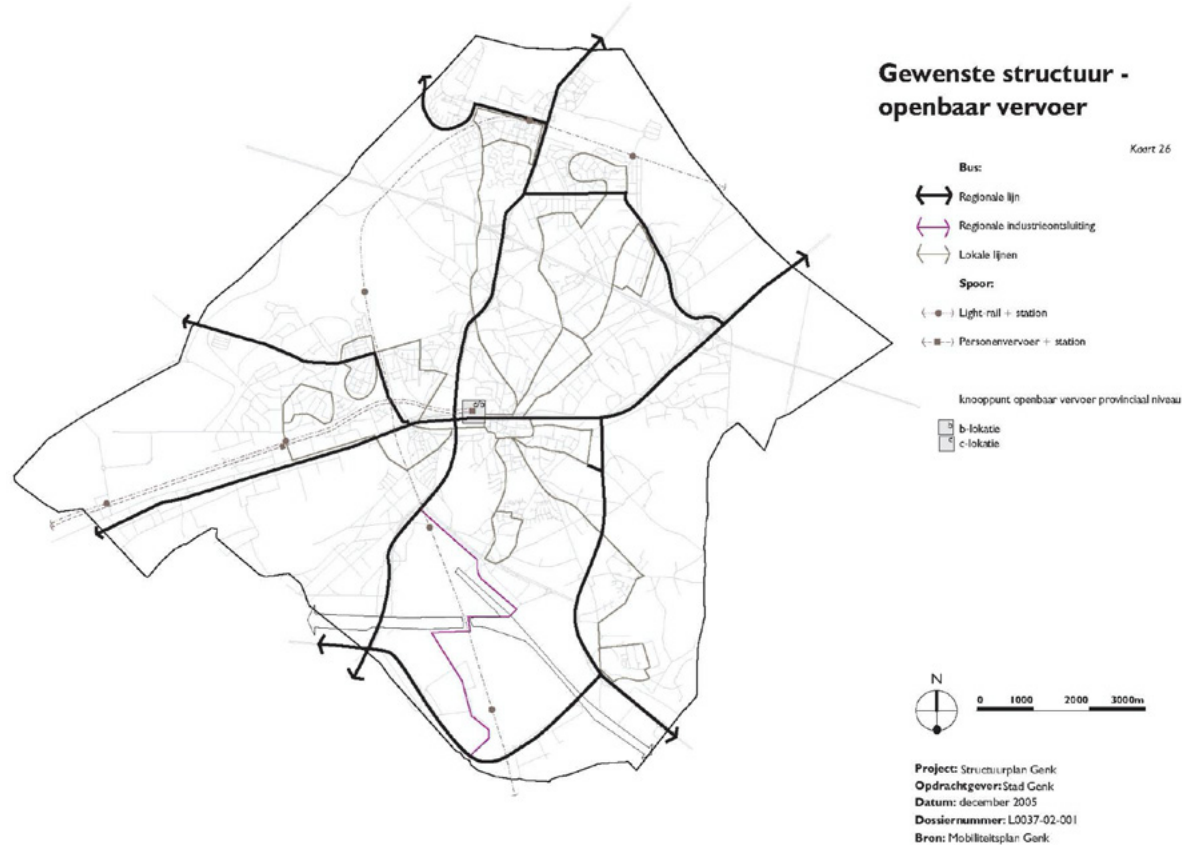 Gewenste structuur -
openbaar vervoer
Kaart 26
Bus:
Regionale lijn
Regionale industrieontsluiting
Lokale lijnen
Spoor:
Light-rail + station
Personenvervoer + station
knooppunt openbaar vervoer provinciaal niveau
b
b-lokatie
c
c-lokatie
N
0 1000 2000 3000m
Project: Structuurplan Genk
Opdrachtgever: Stad Genk
Datum: december 2005
Dossiernummer: L0037-02-001
Bron: Mobiliteitsplan Genk